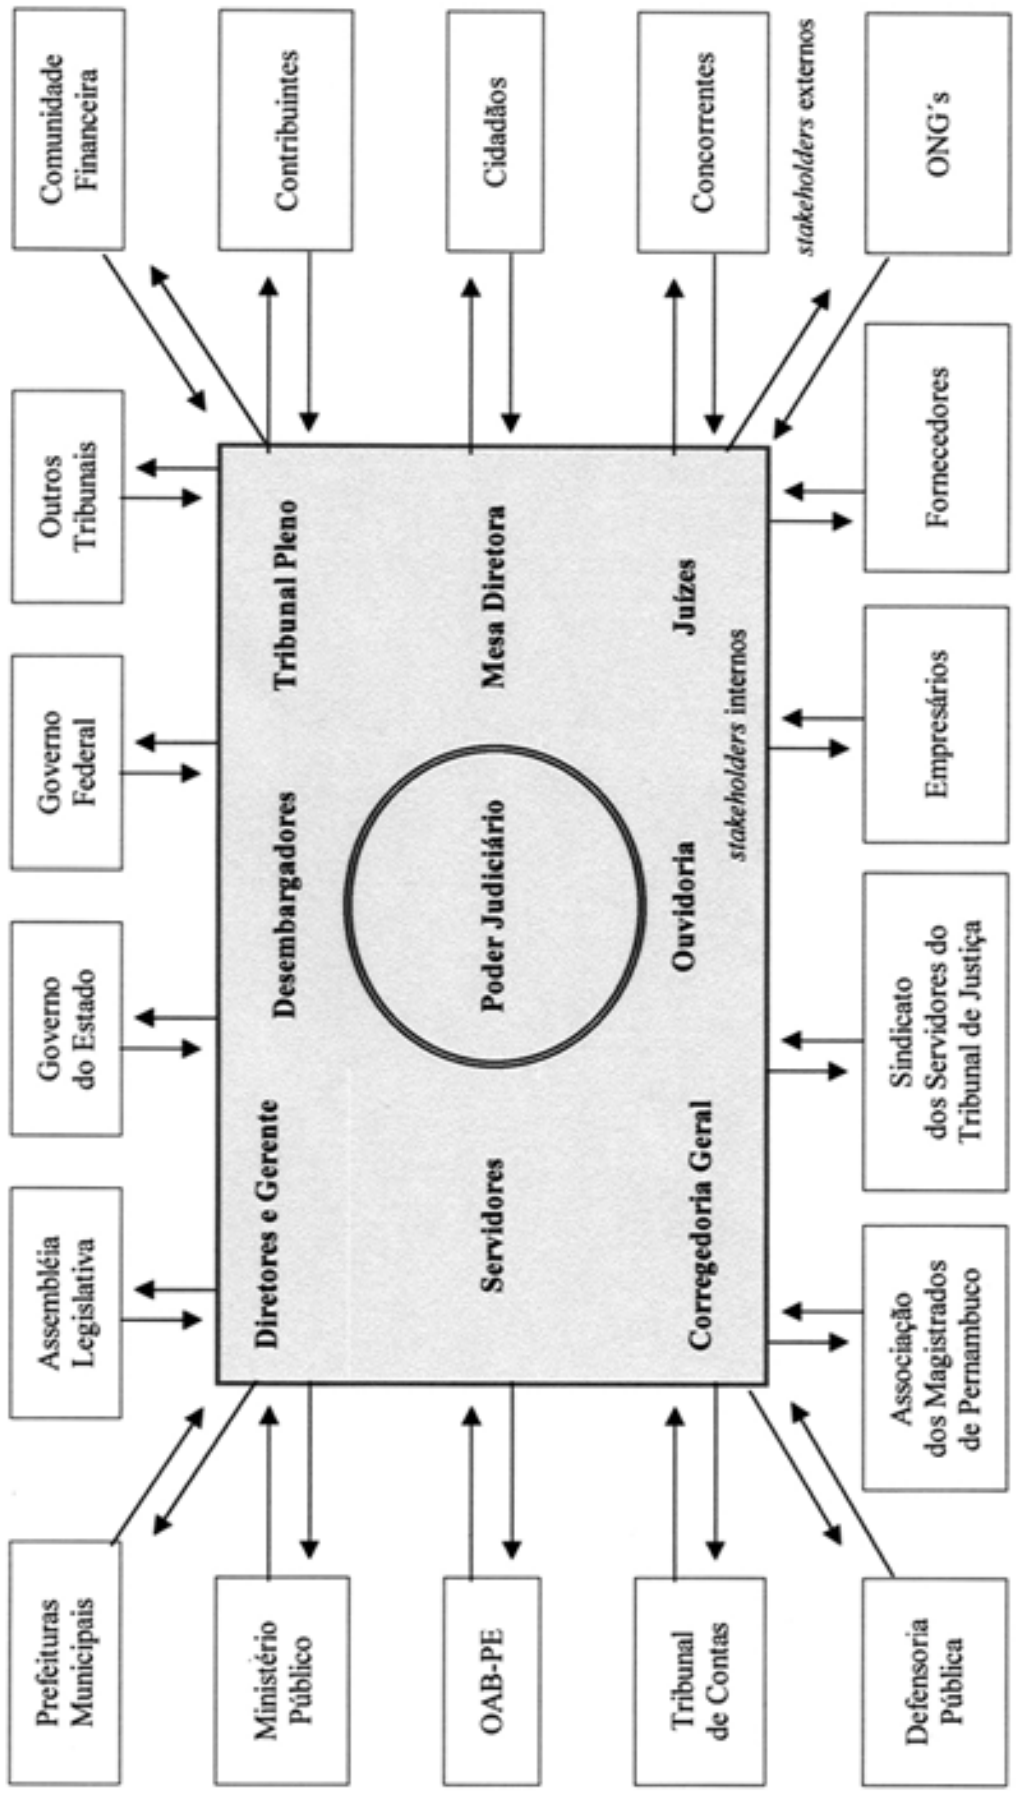 Prefeituras
Municipais
Assembléia
Legislativa
Governo
do Estado
Governo
Federal
Outros
Tribunais
Comunidade
Financeira
Ministério
Público
Diretores e Gerente
Desembargadores
Tribunal Pleno
Contribuintes
OAB-PE
Servidores
Poder Judiciário
Mesa Diretora
Cidadãos
Tribunal
de Contas
Corregedoria Geral
Ouvidoria
Juízes
Concorrentes
stakeholders internos
stakeholders externos
Defensoria
Pública
Associação
dos Magistrados
de Pernambuco
Sindicato
dos Servidores do
Tribunal de Justiça
Empresários
Fornecedores
ONG´s